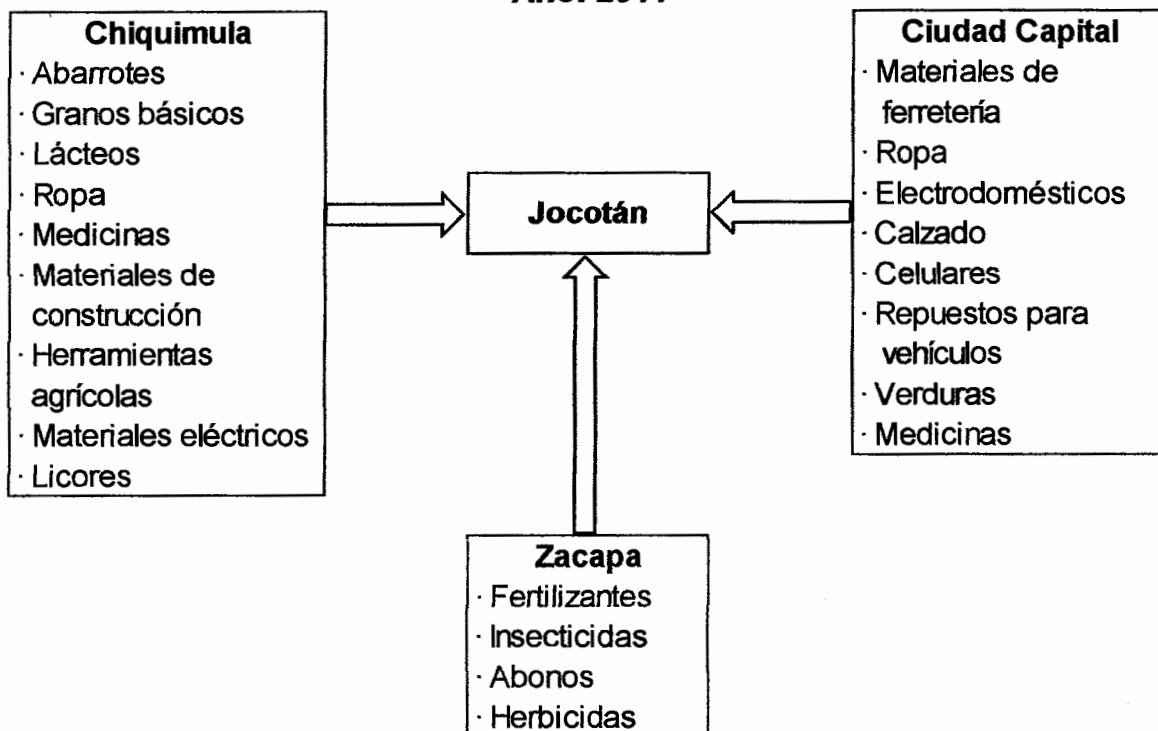 Chiquimula
· Abarrotes
· Granos básicos
· Lácteos
· Ropa
· Medicinas
· Materiales de
construcción
· Herramientas
agrícolas
· Materiales eléctricos
· Licores
Jocotán
Ciudad Capital
· Materiales de
ferretería
· Ropa
· Electrodomésticos
· Calzado
· Celulares
· Repuestos para
vehículos
· Verduras
· Medicinas
Zacapa
· Fertilizantes
· Insecticidas
· Abonos
· Herbicidas